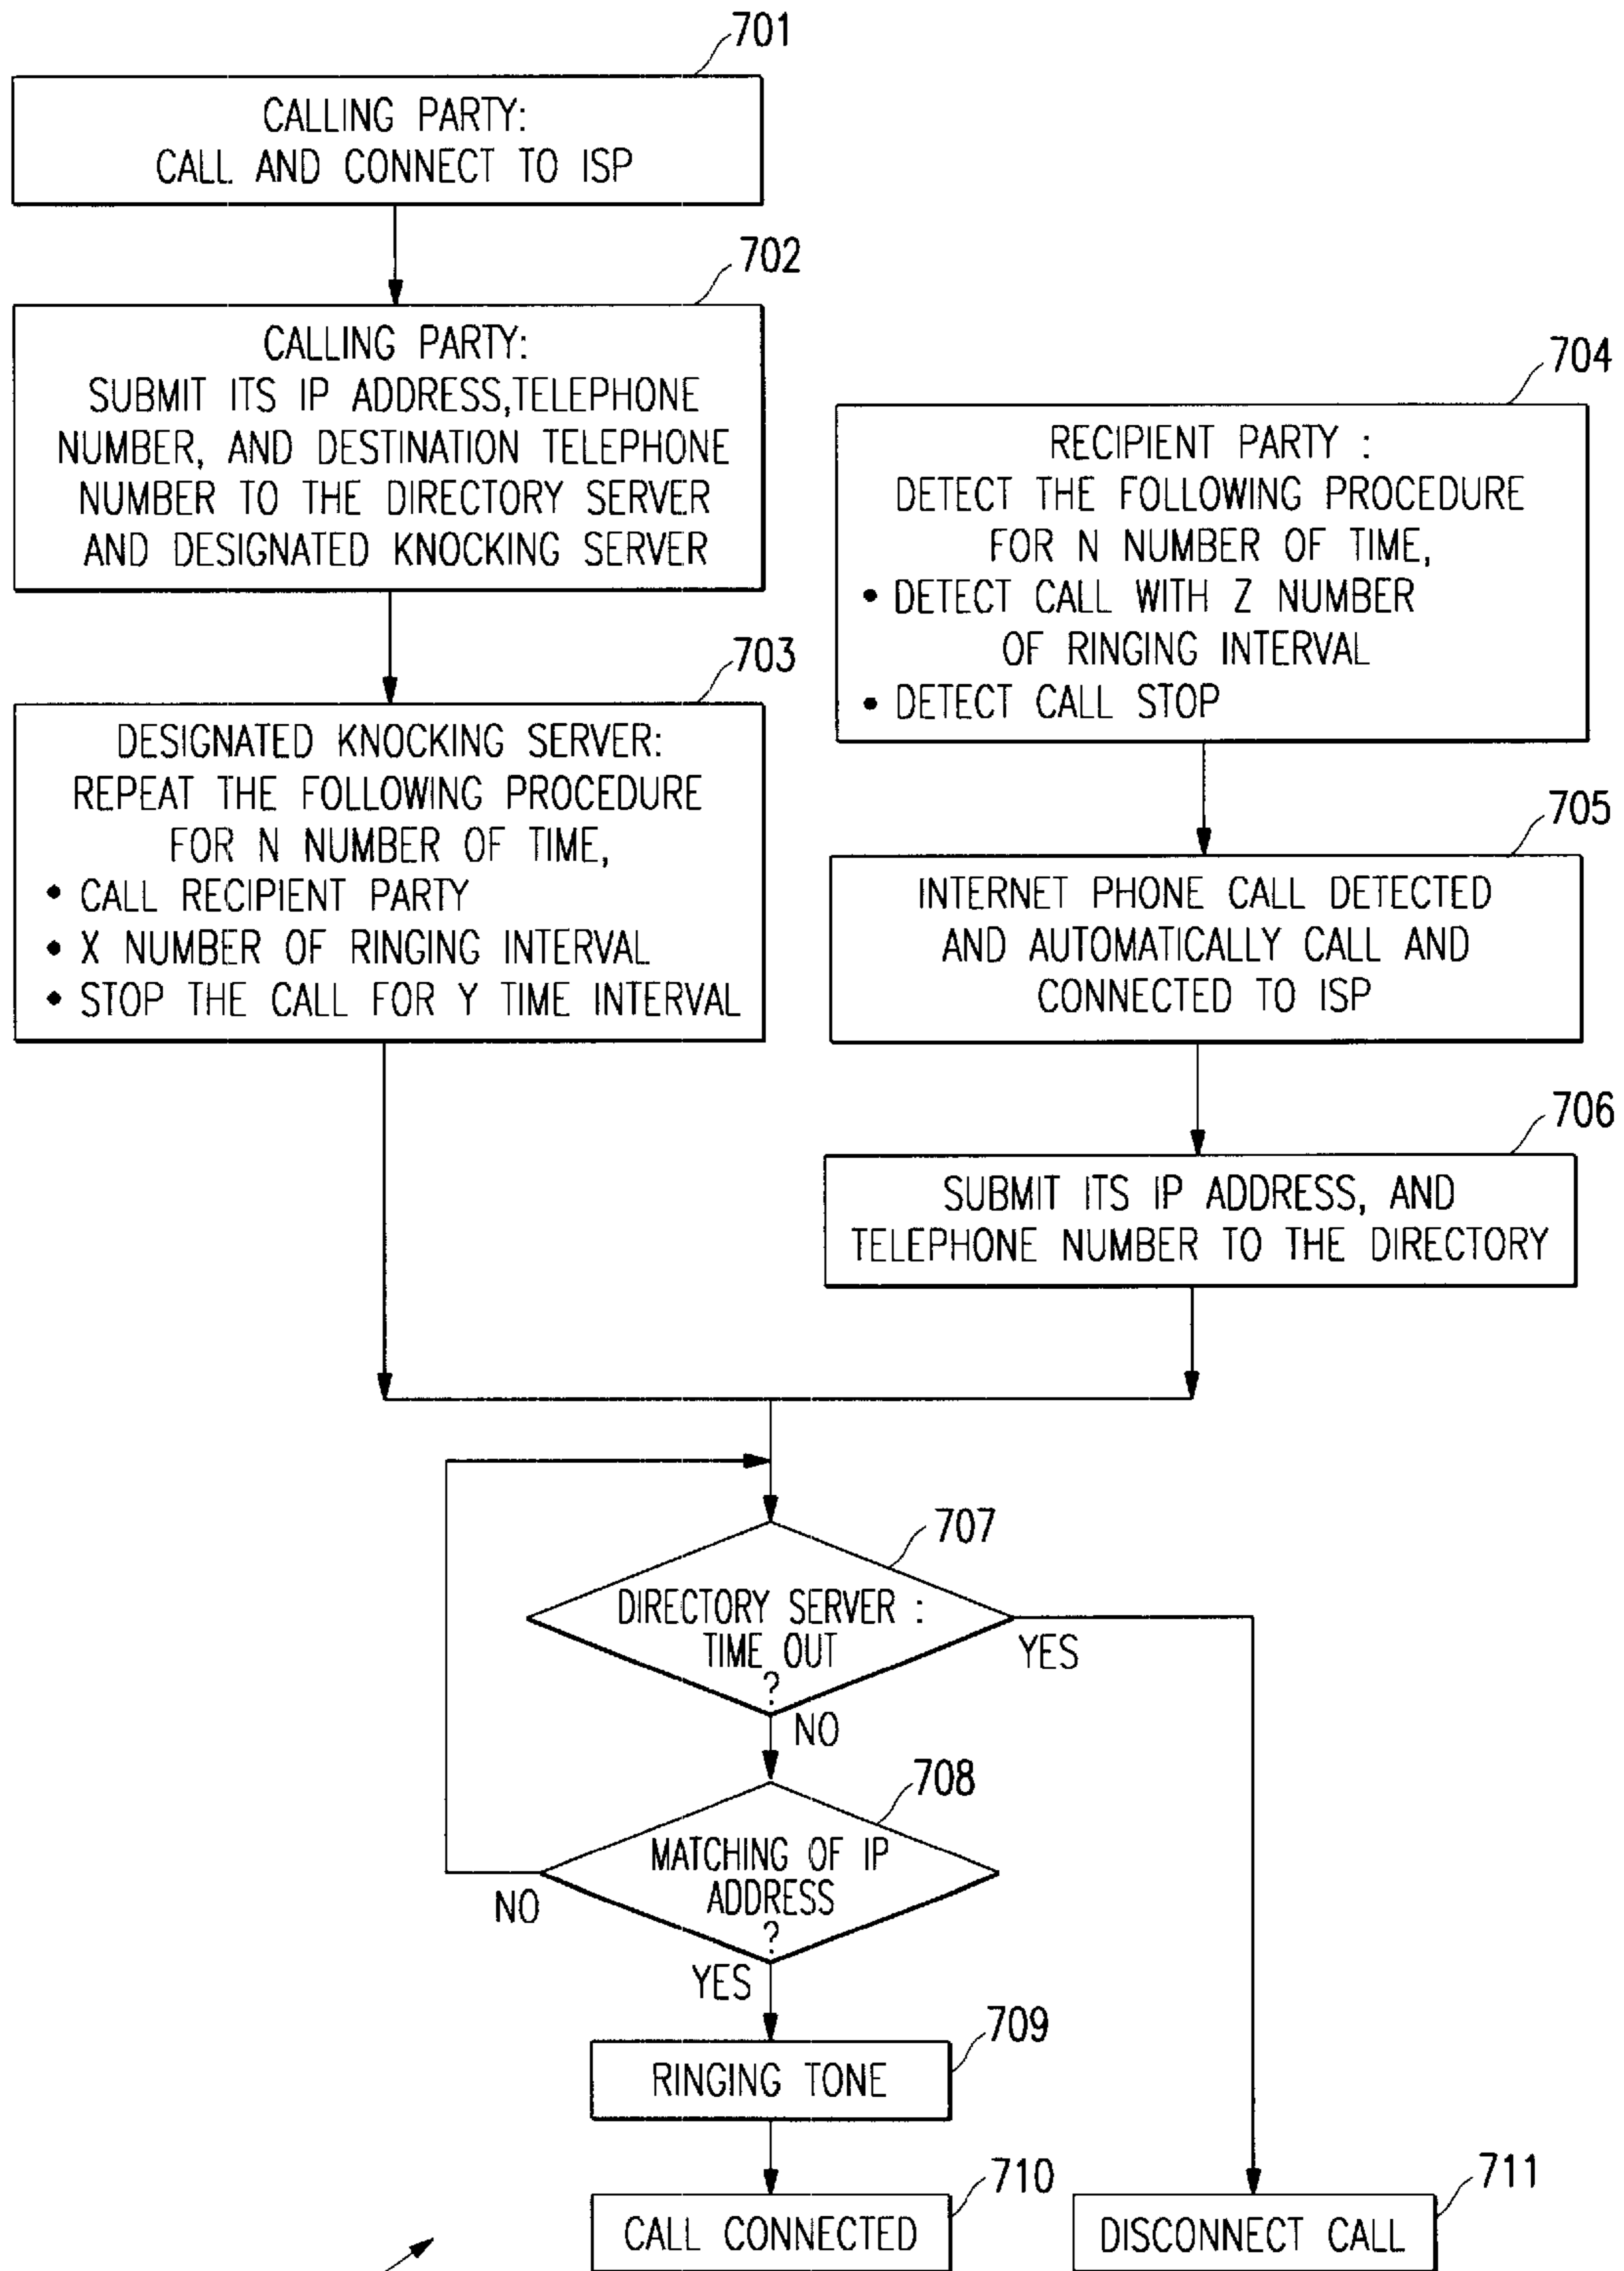 701
CALLING PARTY:
CALL AND CONNECT TO ISP
702
CALLING PARTY:
SUBMIT ITS IP ADDRESS,TELEPHONE
NUMBER, AND DESTINATION TELEPHONE
NUMBER TO THE DIRECTORY SERVER
AND DESIGNATED KNOCKING SERVER
703
DESIGNATED KNOCKING SERVER:
REPEAT THE FOLLOWING PROCEDURE
FOR N NUMBER OF TIME,
• CALL RECIPIENT PARTY
• X NUMBER OF RINGING INTERVAL
• STOP THE CALL FOR Y TIME INTERVAL
704
RECIPIENT PARTY :
DETECT THE FOLLOWING PROCEDURE
FOR N NUMBER OF TIME,
• DETECT CALL WITH Z NUMBER
OF RINGING INTERVAL
• DETECT CALL STOP
705
INTERNET PHONE CALL DETECTED
AND AUTOMATICALLY CALL AND
CONNECTED TO ISP
706
SUBMIT ITS IP ADDRESS, AND
TELEPHONE NUMBER TO THE DIRECTORY
707
DIRECTORY SERVER :
TIME OUT
?
YES
NO
708
MATCHING OF IP
ADDRESS
?
NO
YES
709
RINGING TONE
710
CALL CONNECTED
711
DISCONNECT CALL